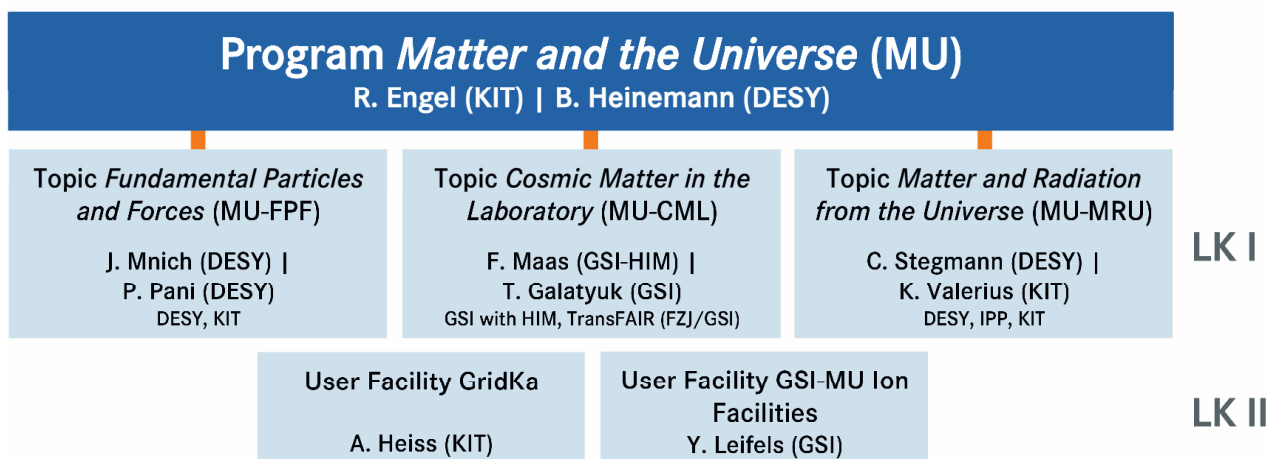 Program Matter and the Universe (MU)
R. Engel (KIT) | B. Heinemann (DESY)
Topic Fundamental Particles
and Forces (MU-FPF)
J. Mnich (DESY) |
P. Pani (DESY)
DESY, KIT
Topic Cosmic Matter in the
Laboratory (MU-CML)
F. Maas (GSI-HIM) |
T. Galatyuk (GSI)
GSI with HIM, TransFAIR (FZJ/GSI)
Topic Matter and Radiation
from the Universe (MU-MRU)
C. Stegmann (DESY) |
K. Valerius (KIT)
DESY, IPP, KIT
LK I
User Facility GridKa
A. Heiss (KIT)
User Facility GSI-MU Ion
Facilities
Y. Leifels (GSI)
LK II